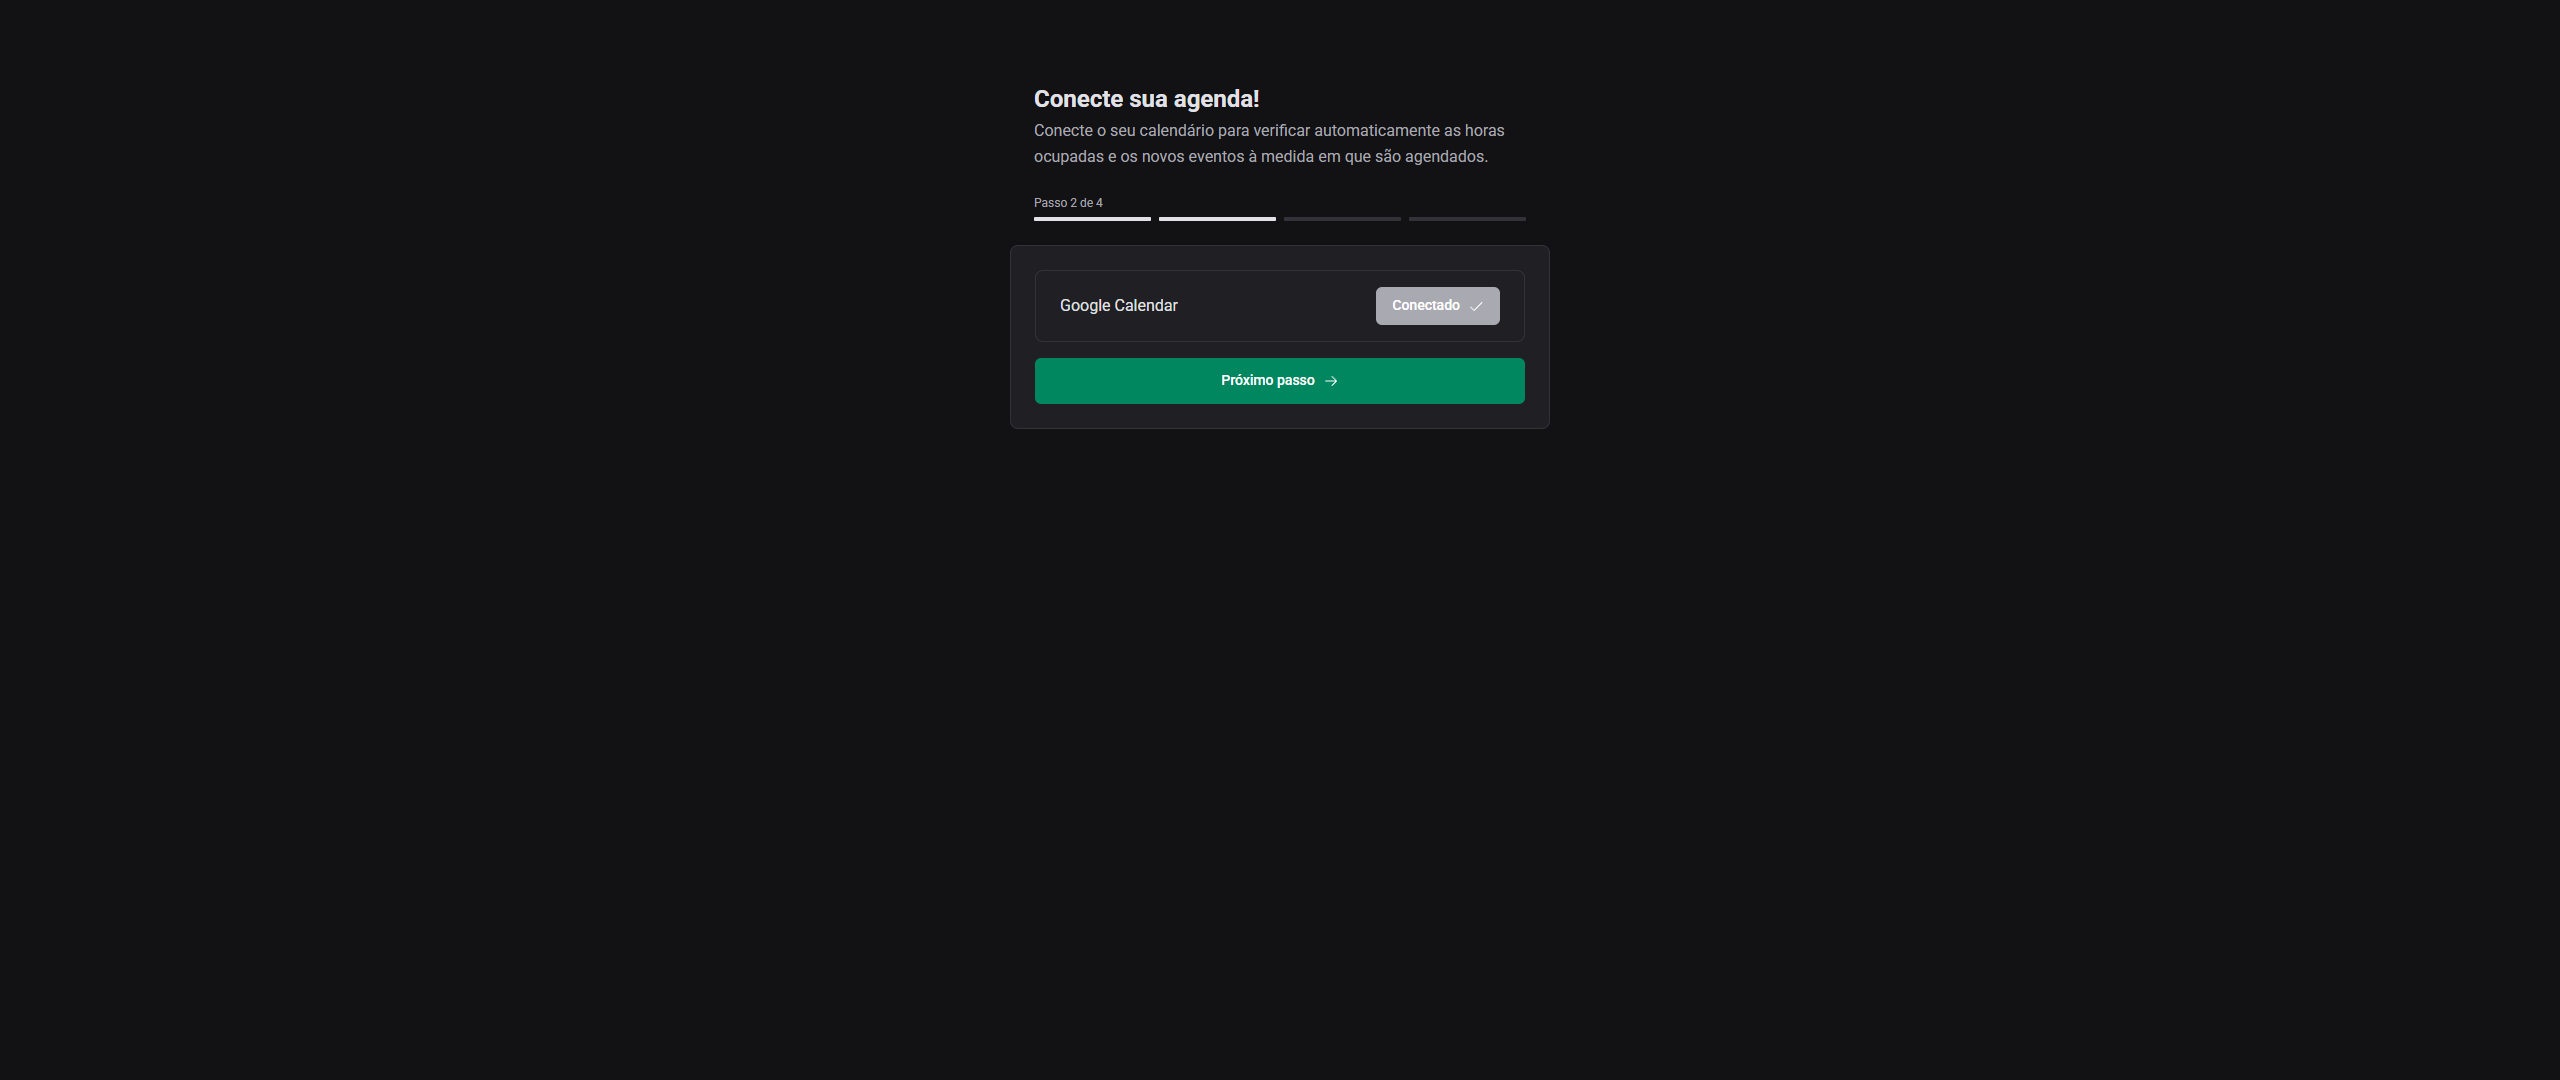 Conecte sua agenda!
Conecte o seu calendário para verificar automaticamente as horas
ocupadas e os novos eventos à medida em que são agendados.
Passo 2 de 4
Google Calendar
Conectado
Próximo passo